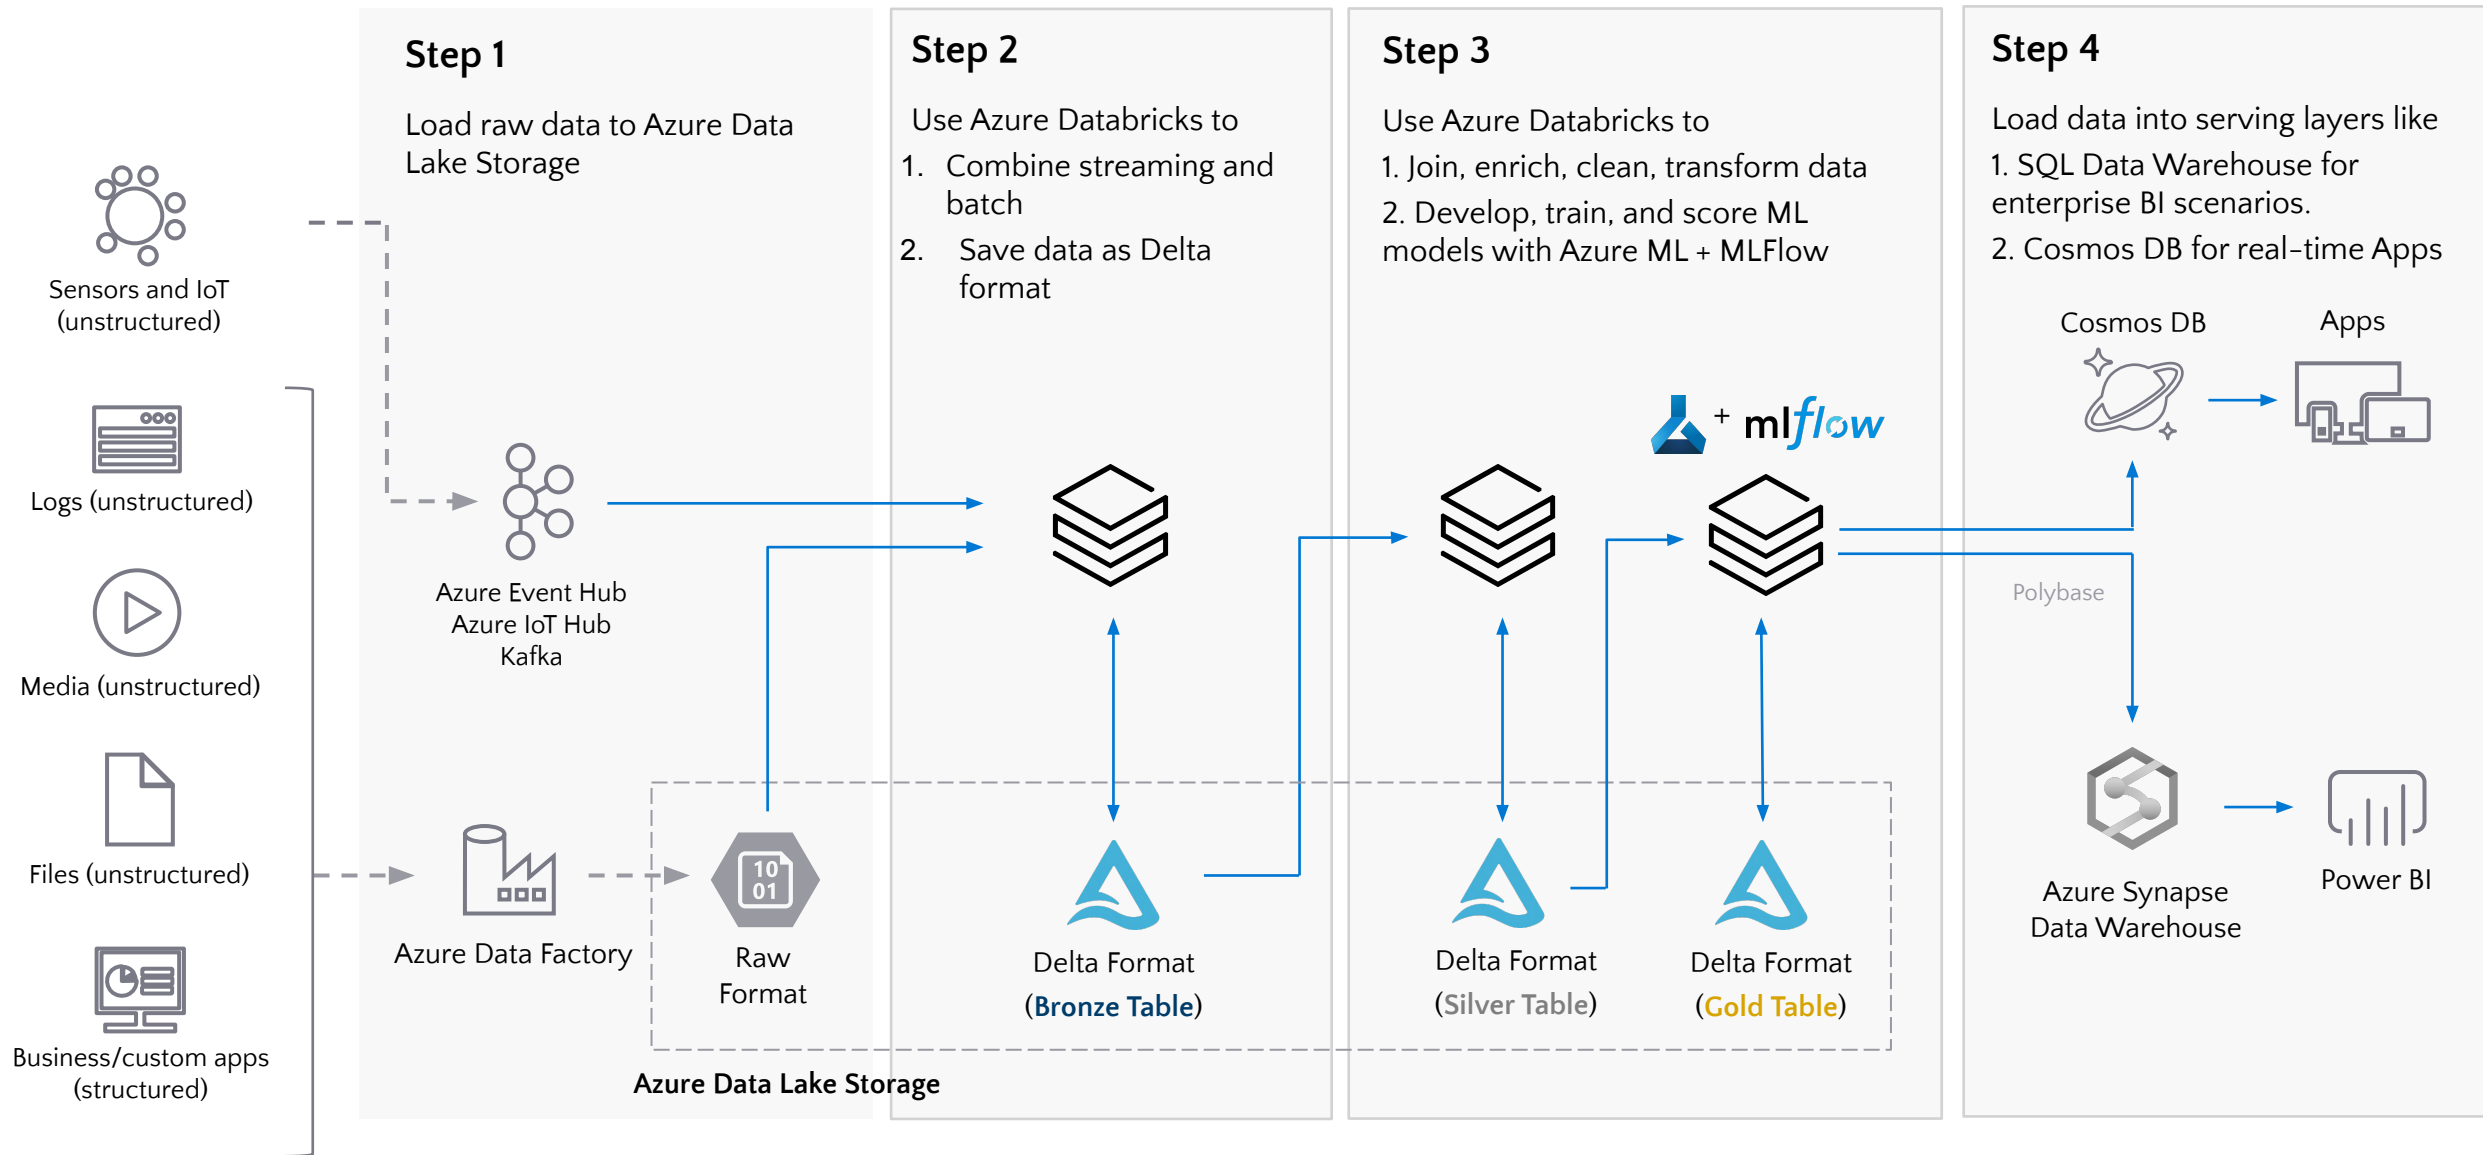 Step 1
Load raw data to Azure Data
Lake Storage
Step 2
Use Azure Databricks to
1. Combine streaming and
batch
2. Save data as Delta
format
Step 3
Use Azure Databricks to
1. Join, enrich, clean, transform data
2. Develop, train, and score ML
models with Azure ML + MLFlow
Step 4
Load data into serving layers like
1. SQL Data Warehouse for
enterprise BI scenarios.
2. Cosmos DB for real-time Apps
Sensors and IoT
(unstructured)
Logs (unstructured)
Media (unstructured)
Files (unstructured)
Business/custom apps
(structured)
Azure Event Hub
Azure IoT Hub
Kafka
Azure Data Factory
10
01
Raw
Format
Delta Format
(Bronze Table)
+ mlflow
Delta Format
(Silver Table)
Delta Format
(Gold Table)
Azure Data Lake Storage
Cosmos DB
Apps
Polybase
Azure Synapse
Data Warehouse
Power BI